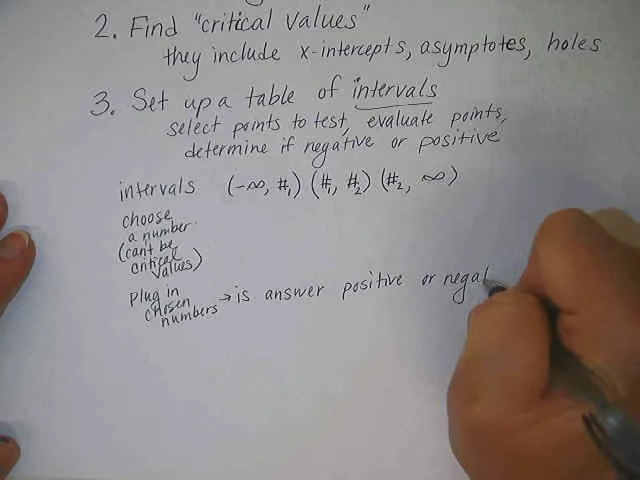 2. Find "critical values"
they include x-intercepts, asymptotes, holes
3. Set up a table of intervals
select points to test, evaluate points,
determine if negative or positive
intervals (-∞, #₁) (#₁, #₂) (#₂, ∞)
choose
a number.
(cant be
critical
values)
plug in
chosen
numbers → is answer positive or negat